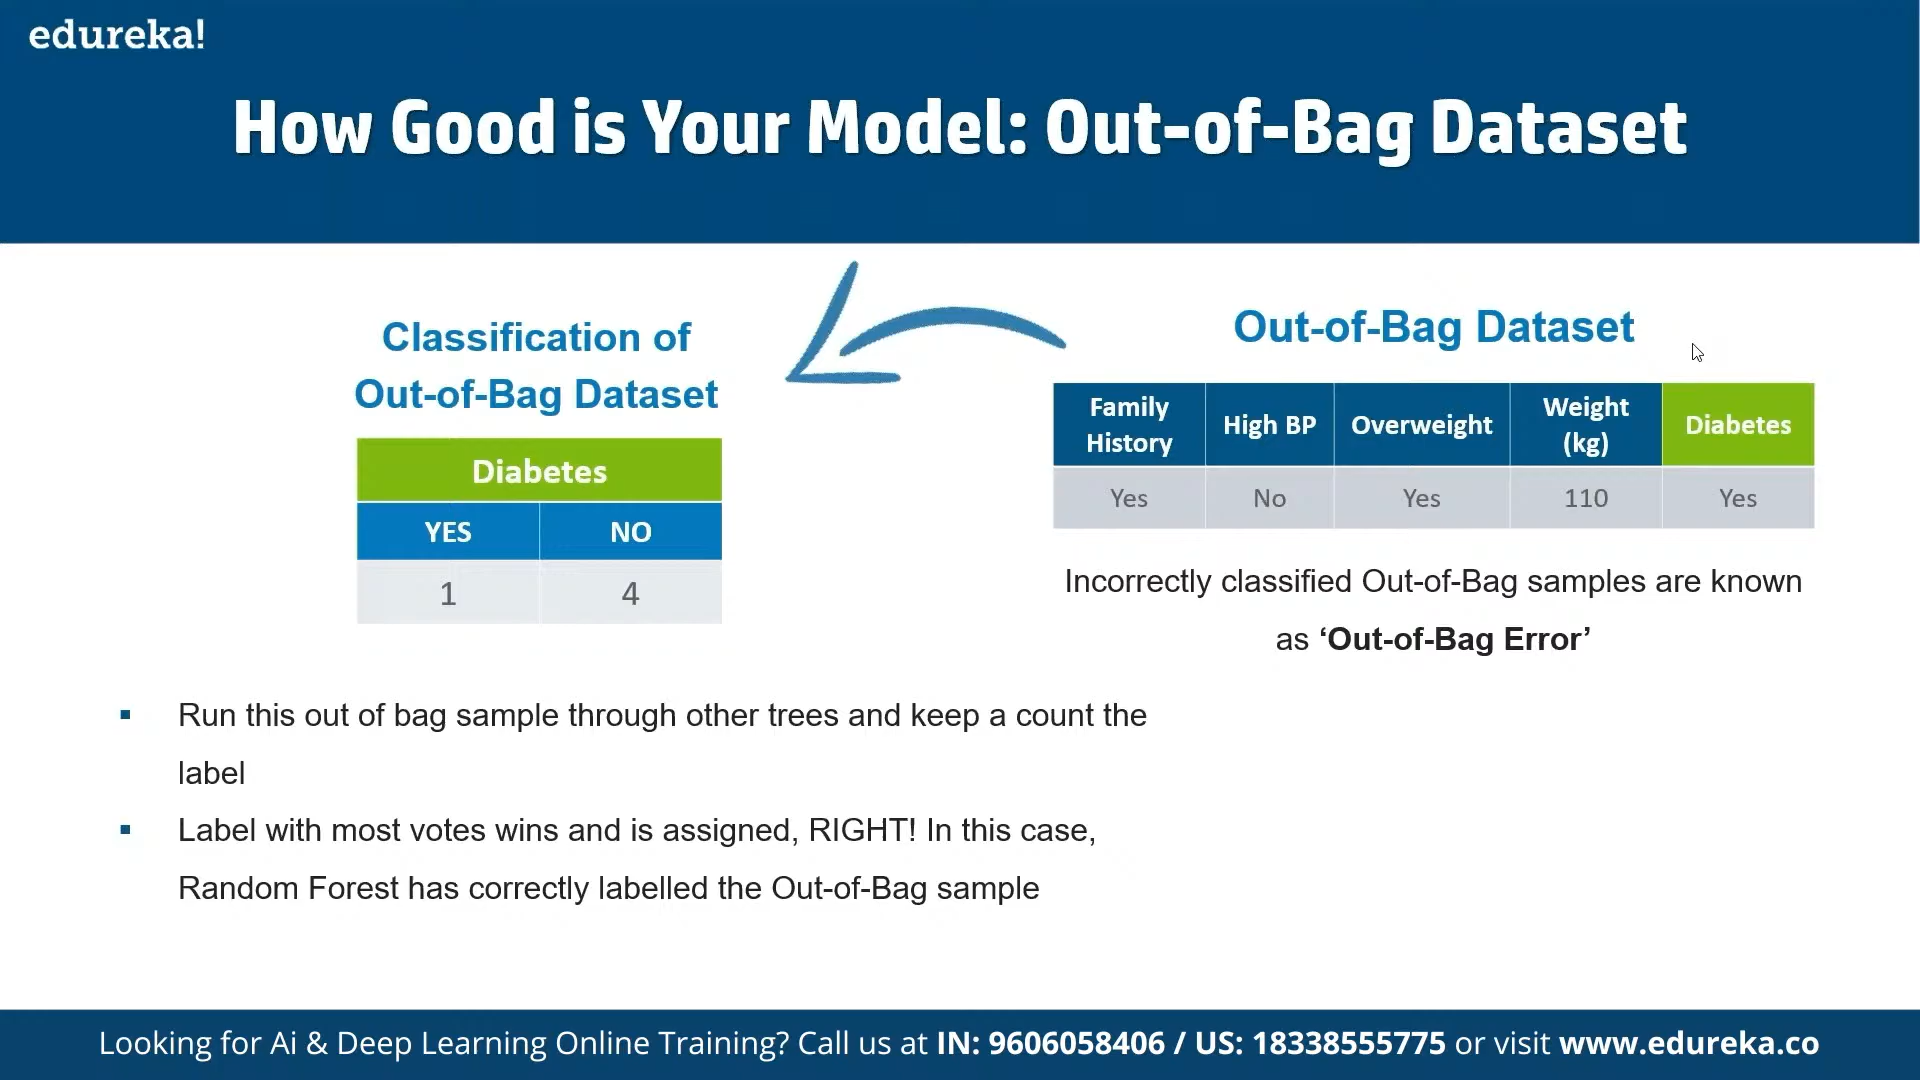 edureka!
How Good is Your Model: Out-of-Bag Dataset
Classification of
Out-of-Bag Dataset
Diabetes
YES NO
1 4
Out-of-Bag Dataset
Family History High BP Overweight Weight (kg) Diabetes
Yes No Yes 110 Yes
Incorrectly classified Out-of-Bag samples are known
as ‘Out-of-Bag Error’
▪ Run this out of bag sample through other trees and keep a count the
label
▪ Label with most votes wins and is assigned, RIGHT! In this case,
Random Forest has correctly labelled the Out-of-Bag sample
Looking for Ai & Deep Learning Online Training? Call us at IN: 9606058406 / US: 18338555775 or visit www.edureka.co